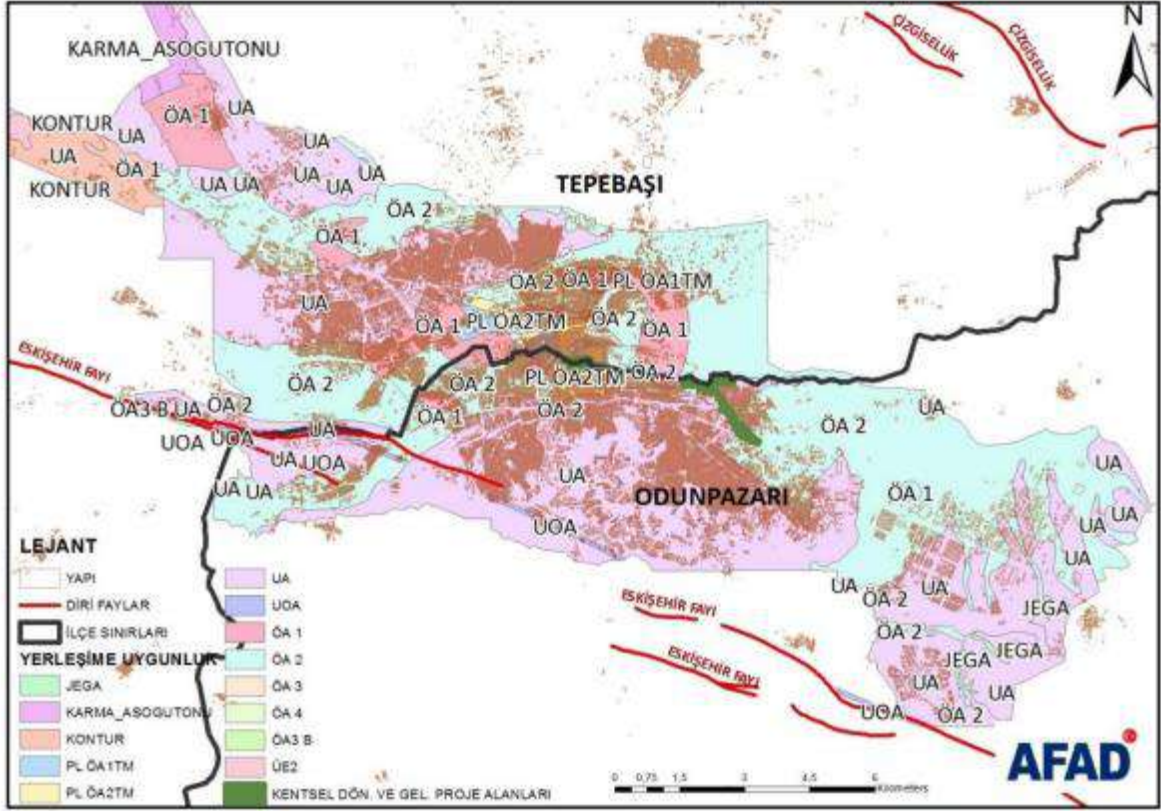 KARMA_ASOGUTONU
ÇİZGİSELLİK
ÇİZGİSELLİK
N
ÖA 1
UA
KONTUR
UA
UA
UA
ÖA 1
UA
UA
KONTUR
UA UA
UA
TEPEBAŞI
ÖA 2
ÖA 1
ÖA 2
ÖA 1
PL ÖA1TM
UA
ÖA 1
PL ÖA2TM
ÖA 2
ÖA 1
ESKİŞEHİR FAYI
ÖA 2
ÖA 2
PL ÖA2TM
ÖA 2
ÖA3 B
UA
ÖA 2
ÖA 1
ÖA 2
UA
ÖA 2
UOA
UOA
UA
UA
UOA
UA
UA
UA
UA
ODUNPAZARI
ÖA 1
UA
UA
UOA
UA
UA
UA
ÖA 2
JEGA
ESKİŞEHİR FAYI
ÖA 2
JEGA
JEGA
ESKİŞEHİR FAYI
UA
UA
UOA
ÖA 2
LEJANT
YAPI
DİRİ FAYLAR
İLÇE SINIRLARI
YERLEŞİME UYGUNLUK
JEGA
KARMA_ASOGUTONU
KONTUR
PL ÖA1TM
PL ÖA2TM
UA
UOA
ÖA 1
ÖA 2
ÖA 3
ÖA 4
ÖA3 B
ÜE2
KENTSEL DÖN. VE GEL. PROJE ALANLARI
0 0,75 1,5 3 4,5 6
Kilometers
AFAD